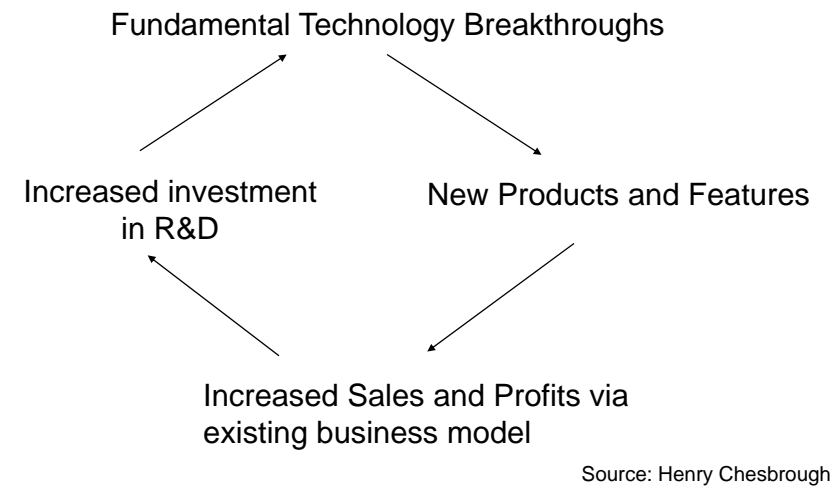 Fundamental Technology Breakthroughs
Increased investment
in R&D
New Products and Features
Increased Sales and Profits via
existing business model
Source: Henry Chesbrough